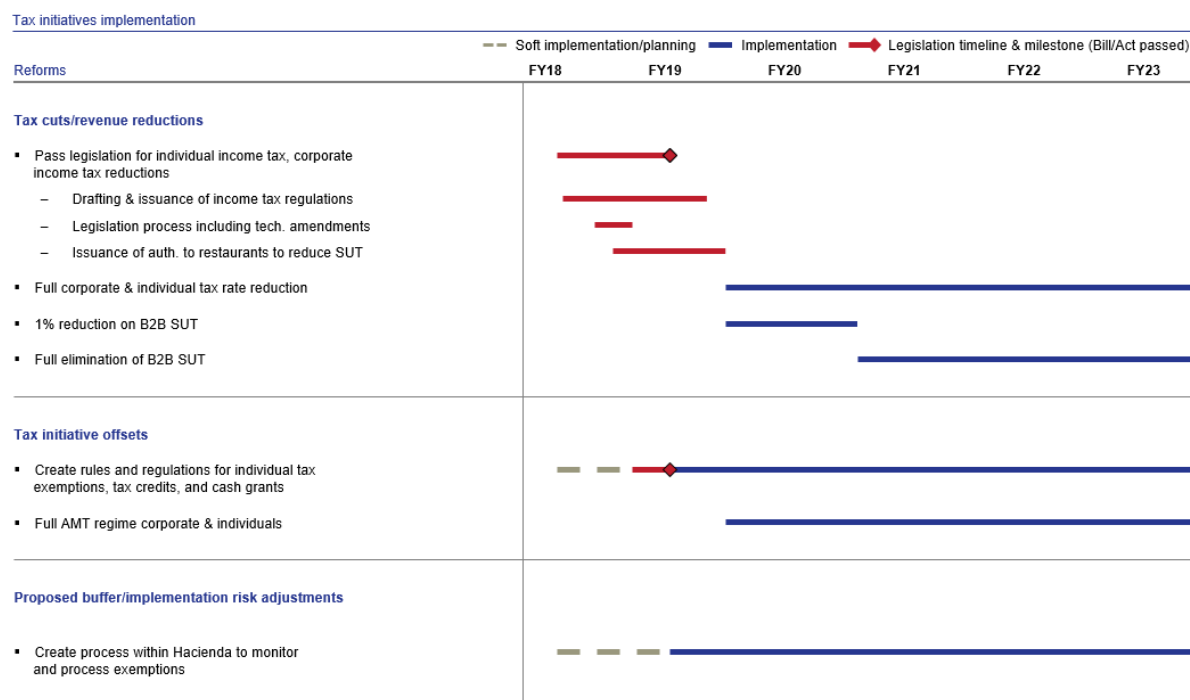 Tax initiatives implementation
Soft implementation/planning Implementation Legislation timeline & milestone (Bill/Act passed)
Reforms FY18 FY19 FY20 FY21 FY22 FY23
Tax cuts/revenue reductions
▪ Pass legislation for individual income tax, corporate
income tax reductions
– Drafting & issuance of income tax regulations
– Legislation process including tech. amendments
– Issuance of auth. to restaurants to reduce SUT
▪ Full corporate & individual tax rate reduction
▪ 1% reduction on B2B SUT
▪ Full elimination of B2B SUT
Tax initiative offsets
▪ Create rules and regulations for individual tax
exemptions, tax credits, and cash grants
▪ Full AMT regime corporate & individuals
Proposed buffer/implementation risk adjustments
▪ Create process within Hacienda to monitor
and process exemptions